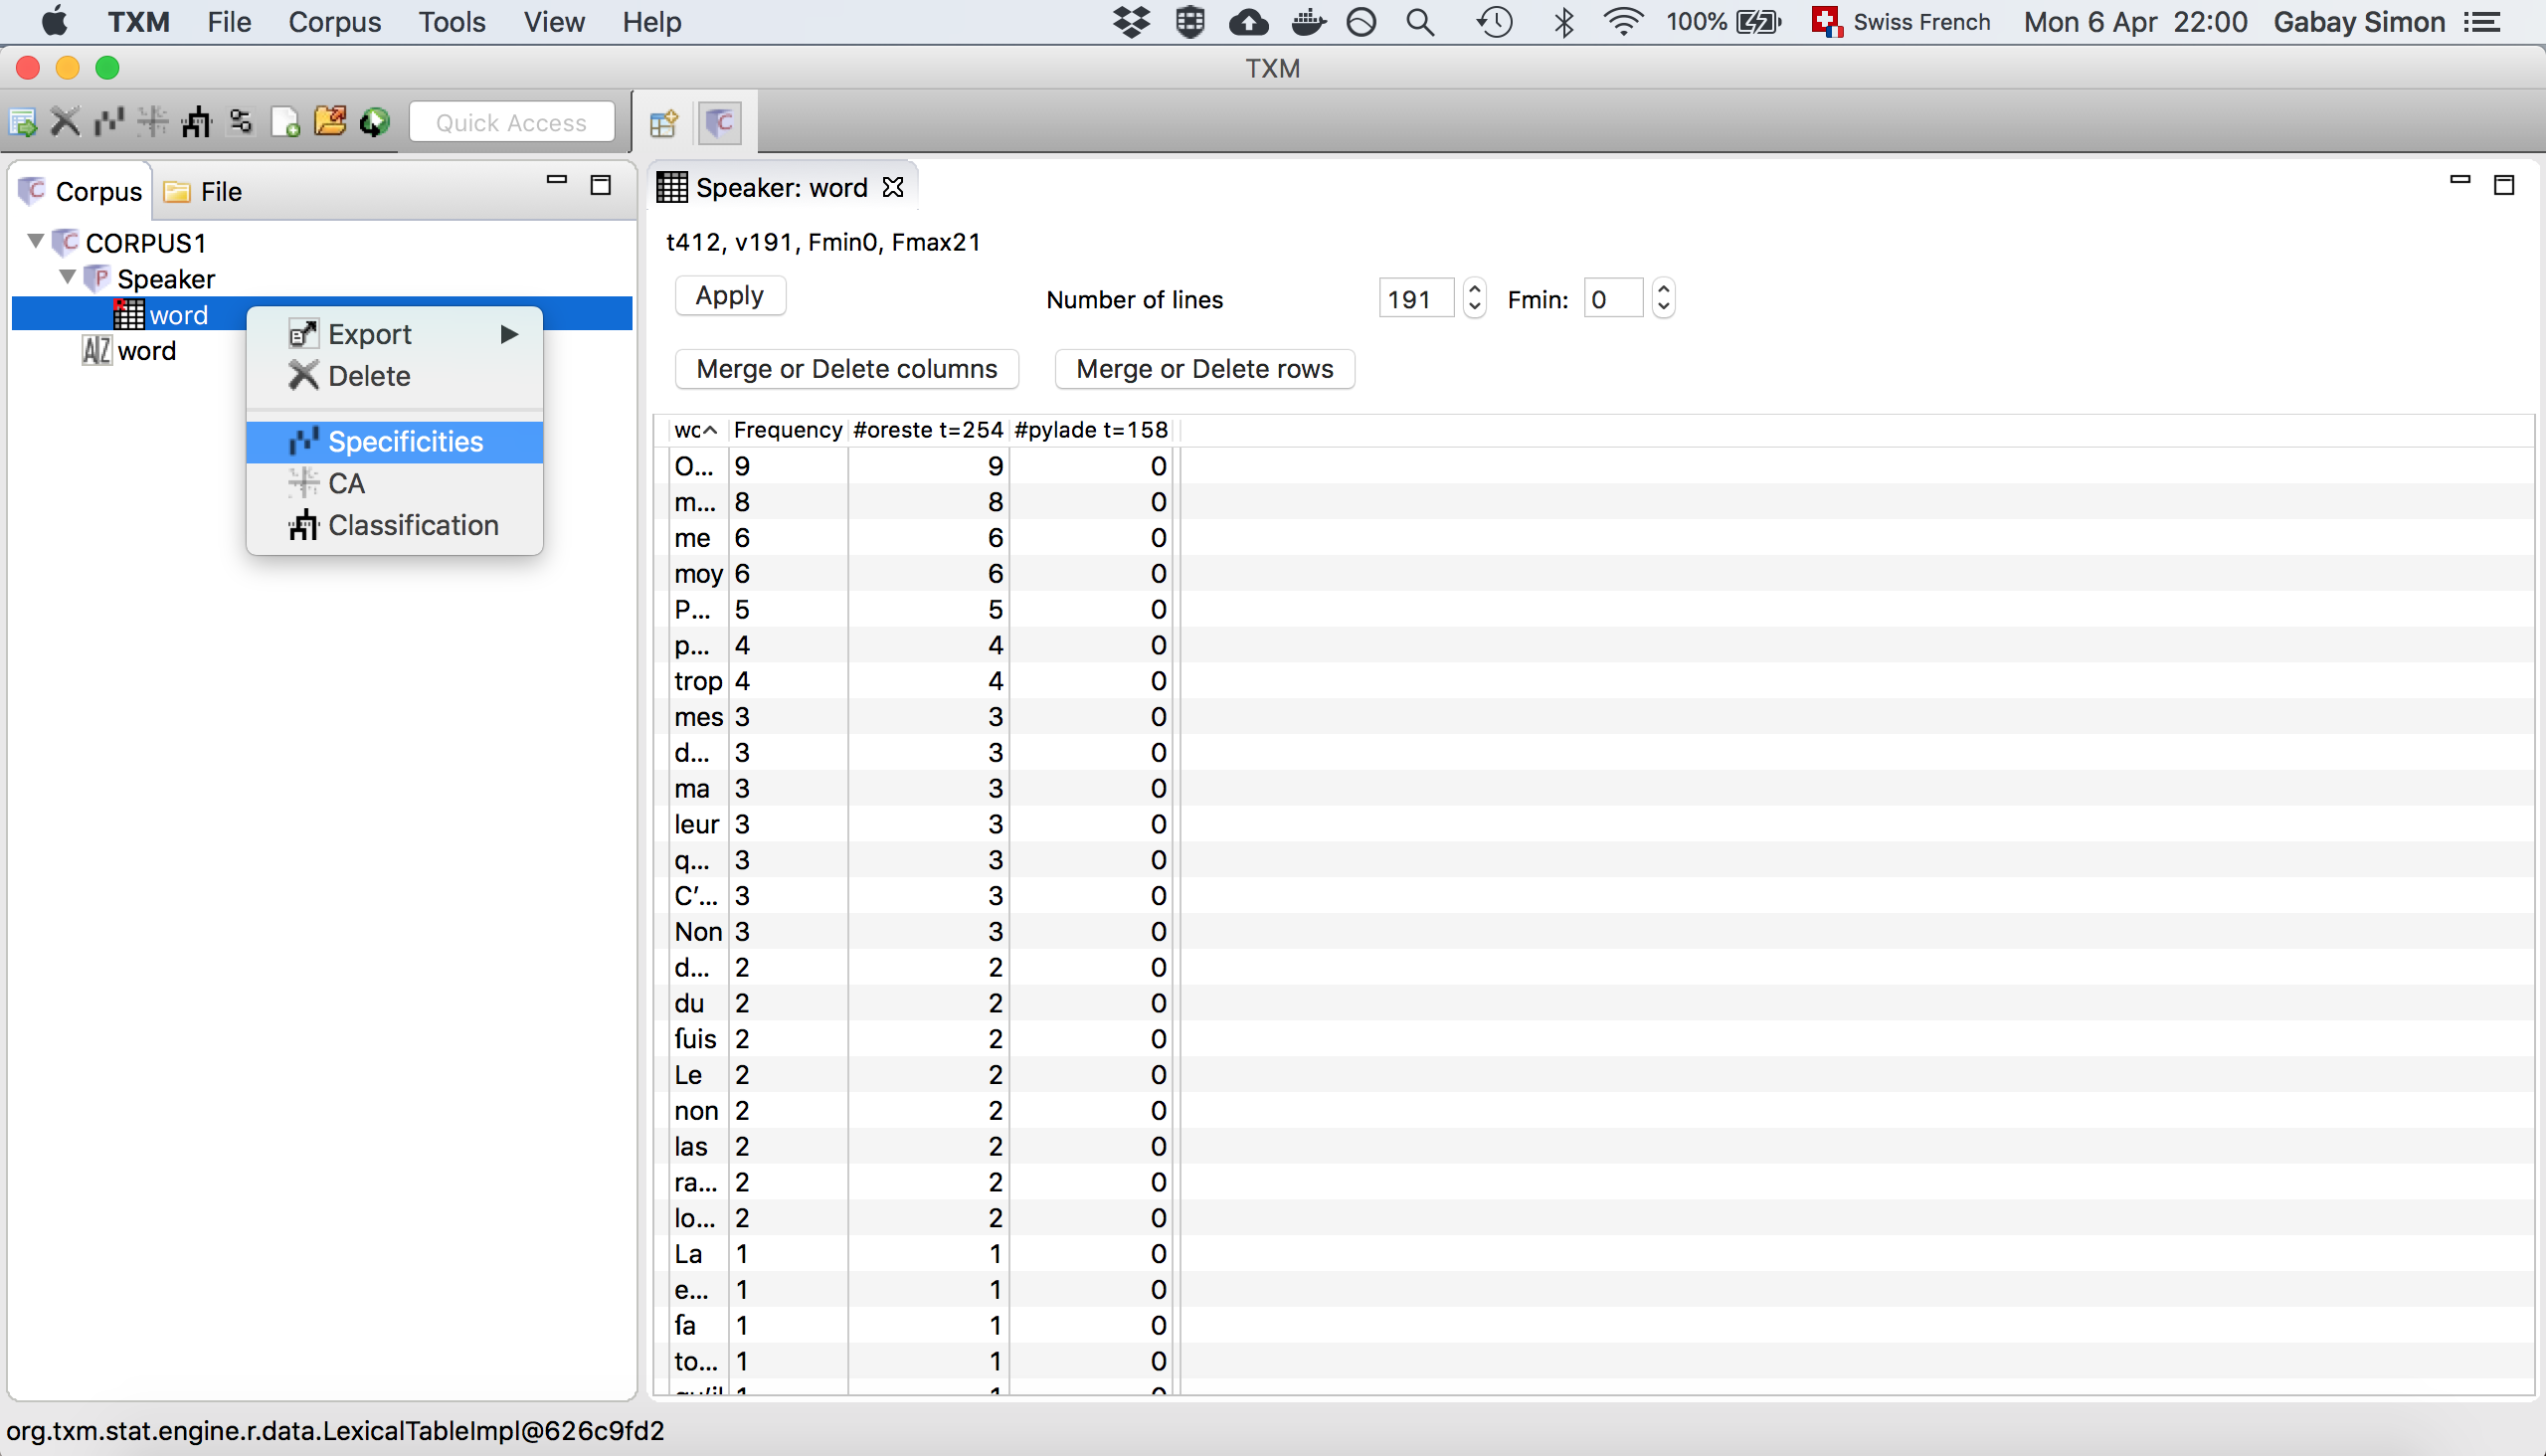 TXM File Corpus Tools View Help 100% Swiss French Mon 6 Apr 22:00 Gabay Simon
TXM
Quick Access
Corpus File
CORPUS1
Speaker
word
word
Export
Delete
Specificities
CA
Classification
Speaker: word
t412, v191, Fmin0, Fmax21
Apply Number of lines 191 Fmin: 0
Merge or Delete columns Merge or Delete rows
wc Frequency #oreste t=254 #pylade t=158
O... 9 9 0
m... 8 8 0
me 6 6 0
moy 6 6 0
P... 5 5 0
p... 4 4 0
trop 4 4 0
mes 3 3 0
d... 3 3 0
ma 3 3 0
leur 3 3 0
q... 3 3 0
C’... 3 3 0
Non 3 3 0
d... 2 2 0
du 2 2 0
ſuis 2 2 0
Le 2 2 0
non 2 2 0
las 2 2 0
ra... 2 2 0
lo... 2 2 0
La 1 1 0
e... 1 1 0
ſa 1 1 0
to... 1 1 0
qu'il 1 1 0
org.txm.stat.engine.r.data.LexicalTableImpl@626c9fd2